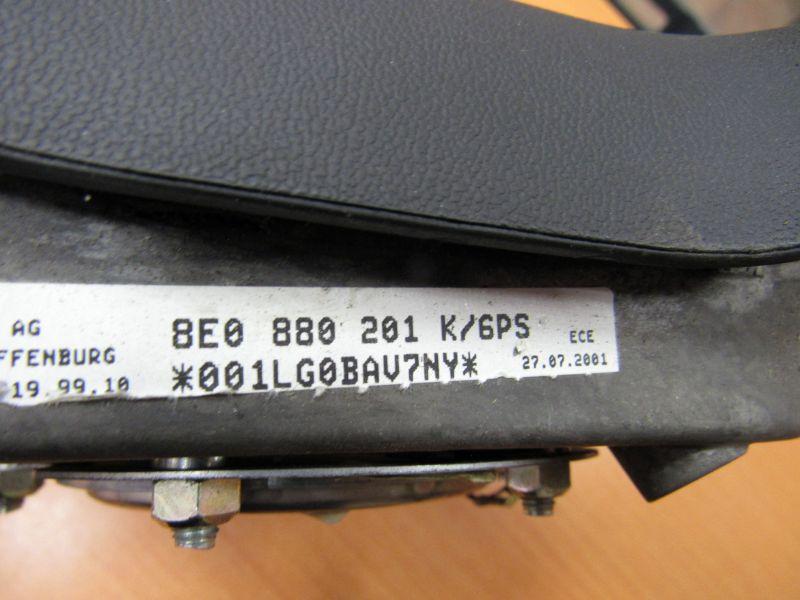 AG
FFENBURG
19.99.10
8E0 880 201 K/6PS
*001LG0BAV7NY*
ECE
27.07.2001